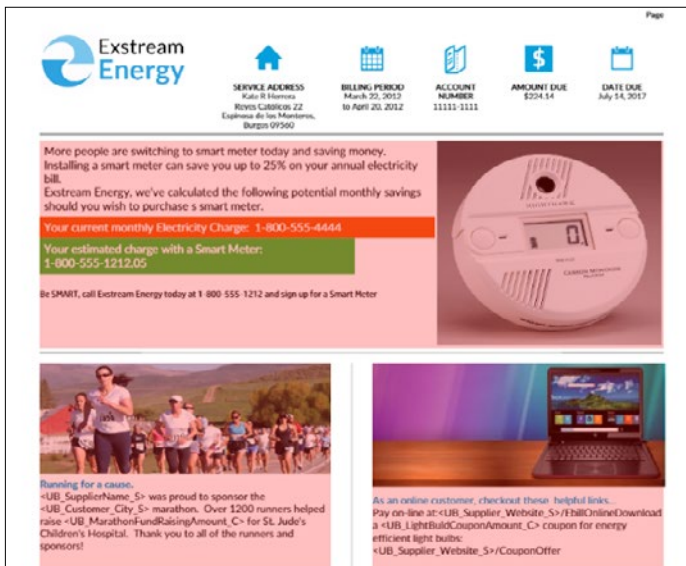 Page
Exstream
Energy
SERVICE ADDRESS
Kate R Herrera
Reyes Católicos 22
Espinosa de los Monteros,
Burgos 09560
BILLING PERIOD
March 22, 2012
to April 20, 2012
ACCOUNT
NUMBER
11111-1111
$
AMOUNT DUE
$224.14
DATE DUE
July 14, 2017
More people are switching to smart meter today and saving money.
Installing a smart meter can save you up to 25% on your annual electricity
bill.
Exstream Energy, we've calculated the following potential monthly savings
should you wish to purchase s smart meter.
Your current monthly Electricity Charge: 1-800-555-4444
Your estimated charge with a Smart Meter:
1-800-555-1212.05
Be SMART, call Exstream Energy today at 1-800-555-1212 and sign up for a Smart Meter
NIGHTHAWK
0
CARBON MONOXIDE
Running for a cause.
<UB_SupplierName_S> was proud to sponsor the
<UB_Customer_City_S> marathon. Over 1200 runners helped
raise <UB_MarathonFundRaisingAmount_C> for St. Jude's
Children's Hospital. Thank you to all of the runners and
sponsors!
As an online customer, checkout these helpful links...
Pay on-line at:<UB_Supplier_Website_S>/EbillOnlineDownload
a <UB_LightBuldCouponAmount_C> coupon for energy
efficient light bulbs:
<UB_Supplier_Website_S>/CouponOffer